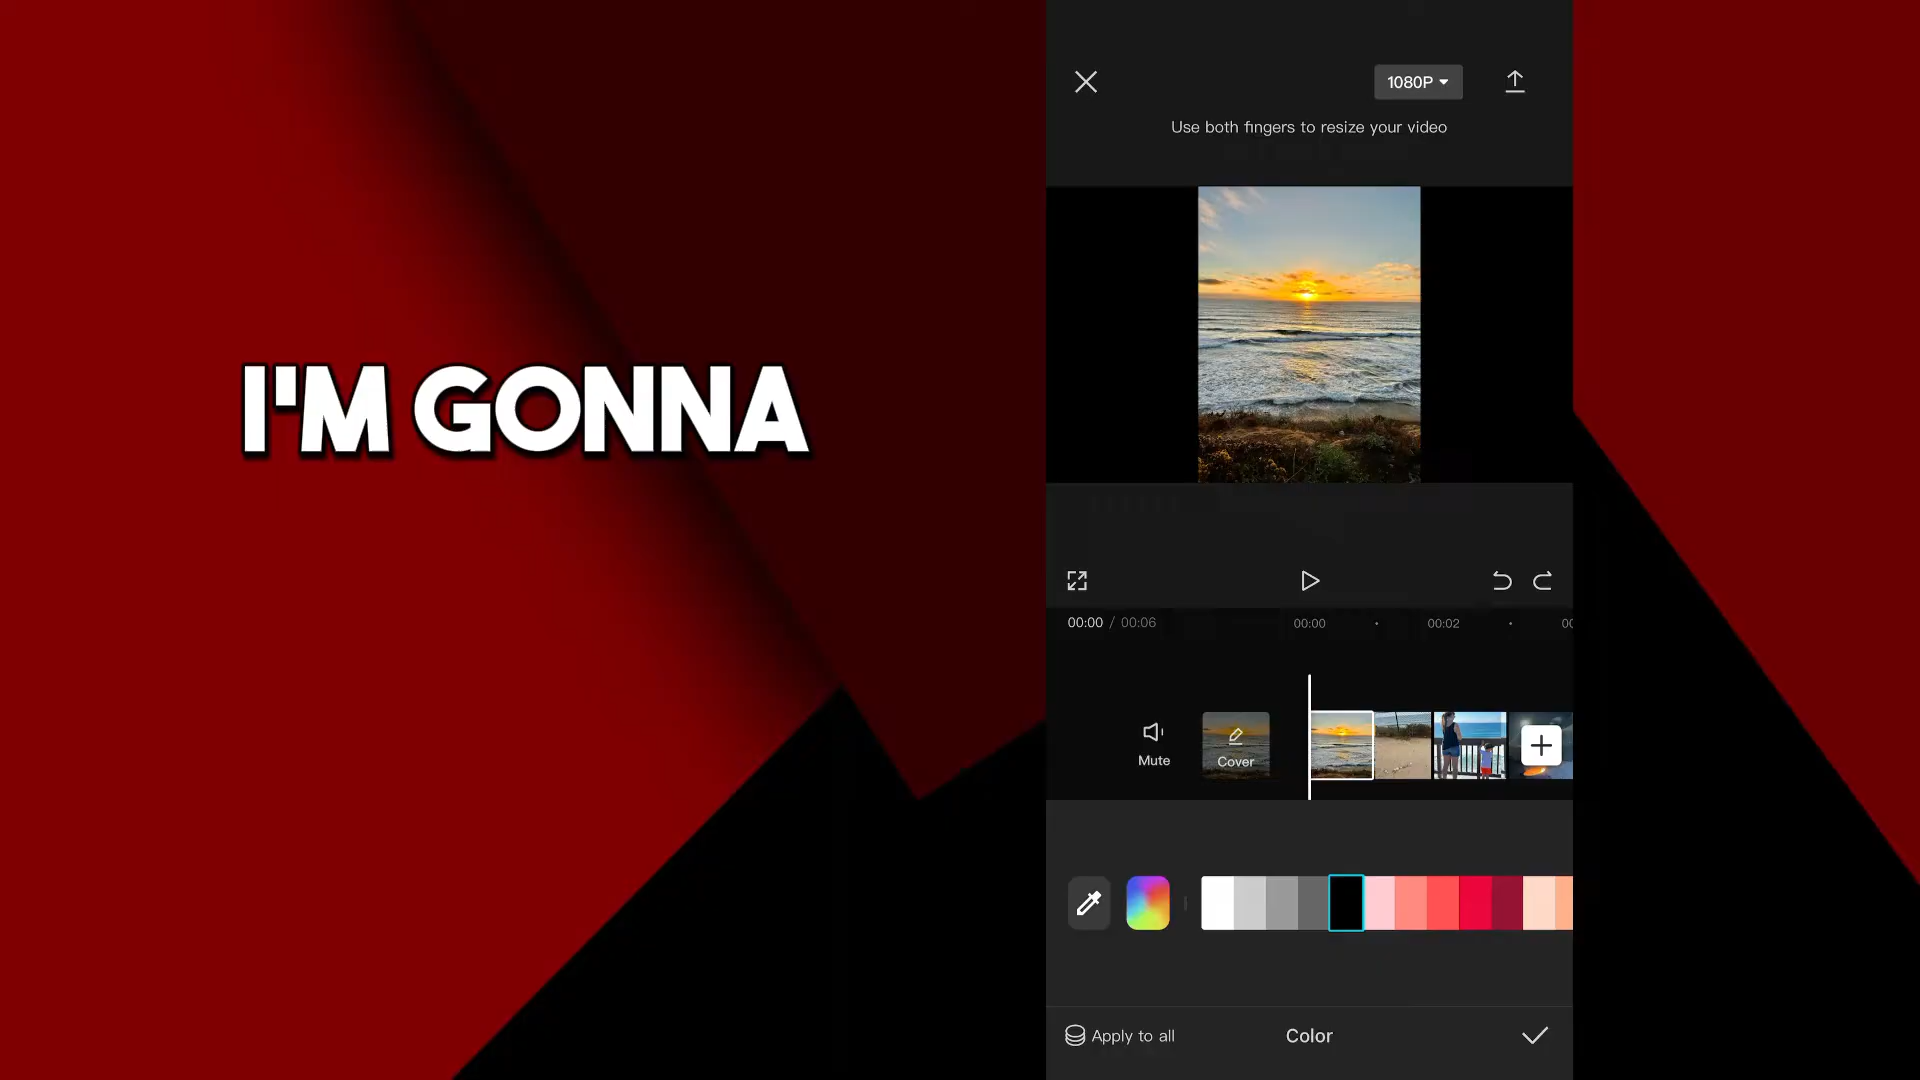 I'M GONNA
1080P
Use both fingers to resize your video
00:00 / 00:06
00:00
00:02
Mute
Cover
Apply to all
Color